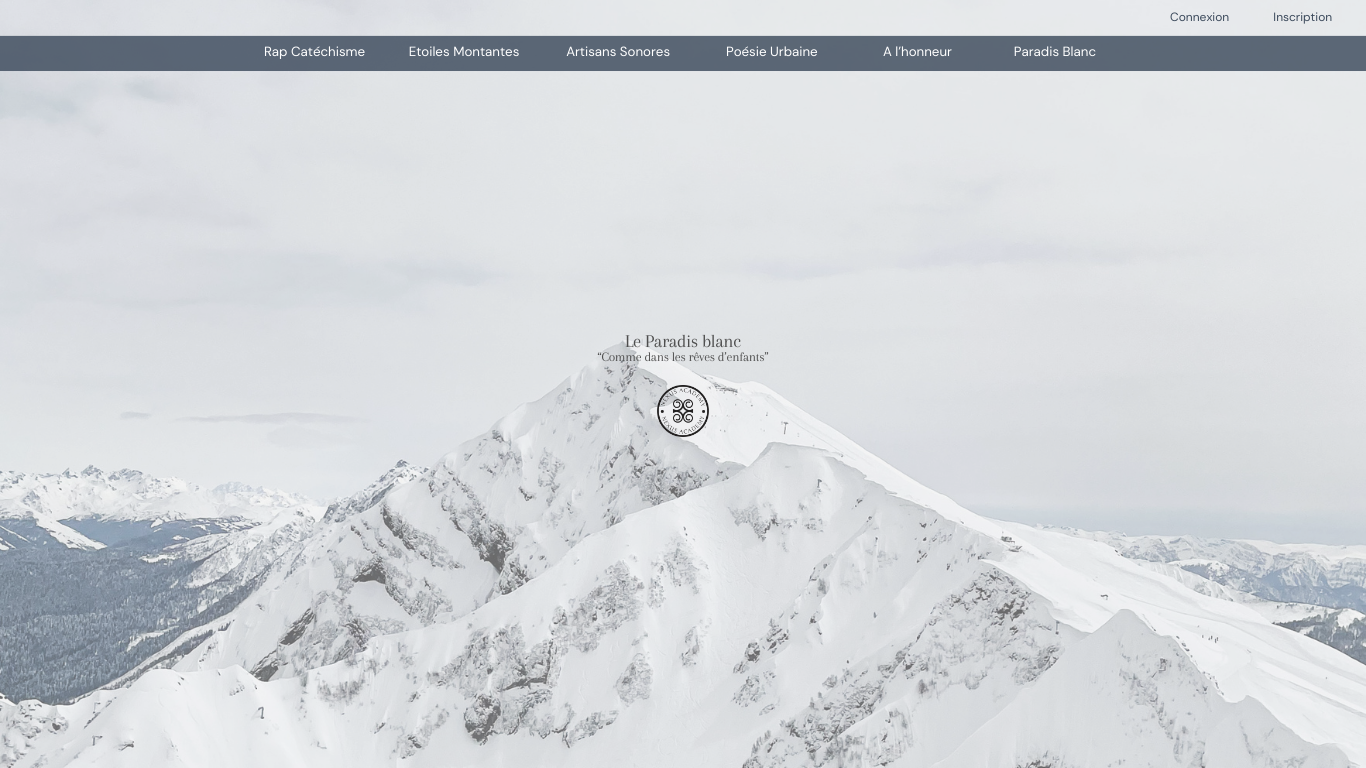 Connexion Inscription
Rap Catéchisme Etoiles Montantes Artisans Sonores Poésie Urbaine A l'honneur Paradis Blanc
Le Paradis blanc
“Comme dans les rêves d'enfants”